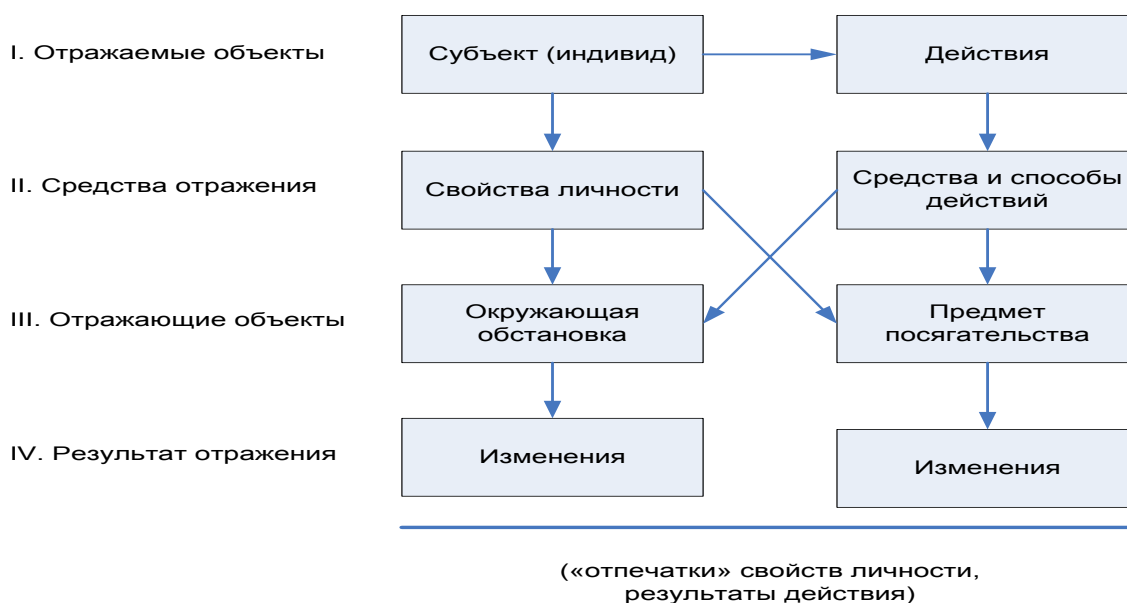 I. Отражаемые объекты
Субъект (индивид)
Действия
II. Средства отражения
Свойства личности
Средства и способы
действий
III. Отражающие объекты
Окружающая
обстановка
Предмет
посягательства
IV. Результат отражения
Изменения
Изменения
(«отпечатки» свойств личности,
результаты действия)